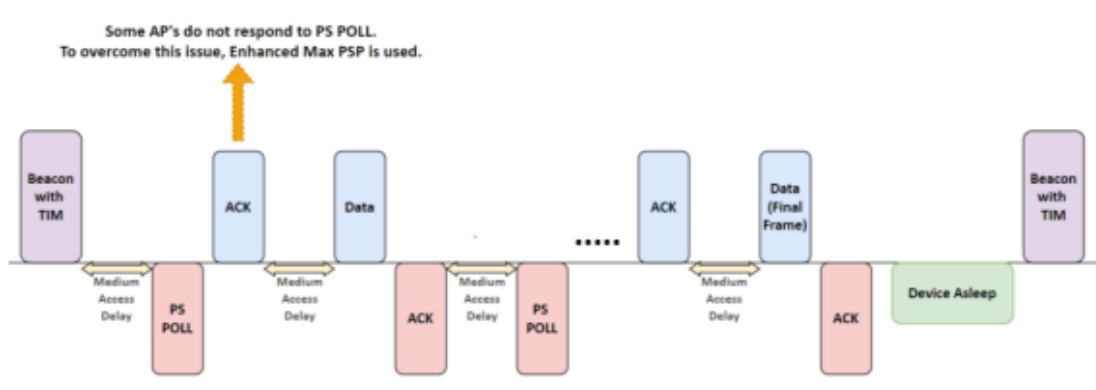 Some AP's do not respond to PS POLL.
To overcome this issue, Enhanced Max PSP is used.
Beacon
with
TIM
Medium
Access
Delay
PS
POLL
ACK
Medium
Access
Delay
Data
ACK
Medium
Access
Delay
PS
POLL
.....
ACK
Medium
Access
Delay
Data
(Final
Frame)
ACK
Device Asleep
Beacon
with
TIM